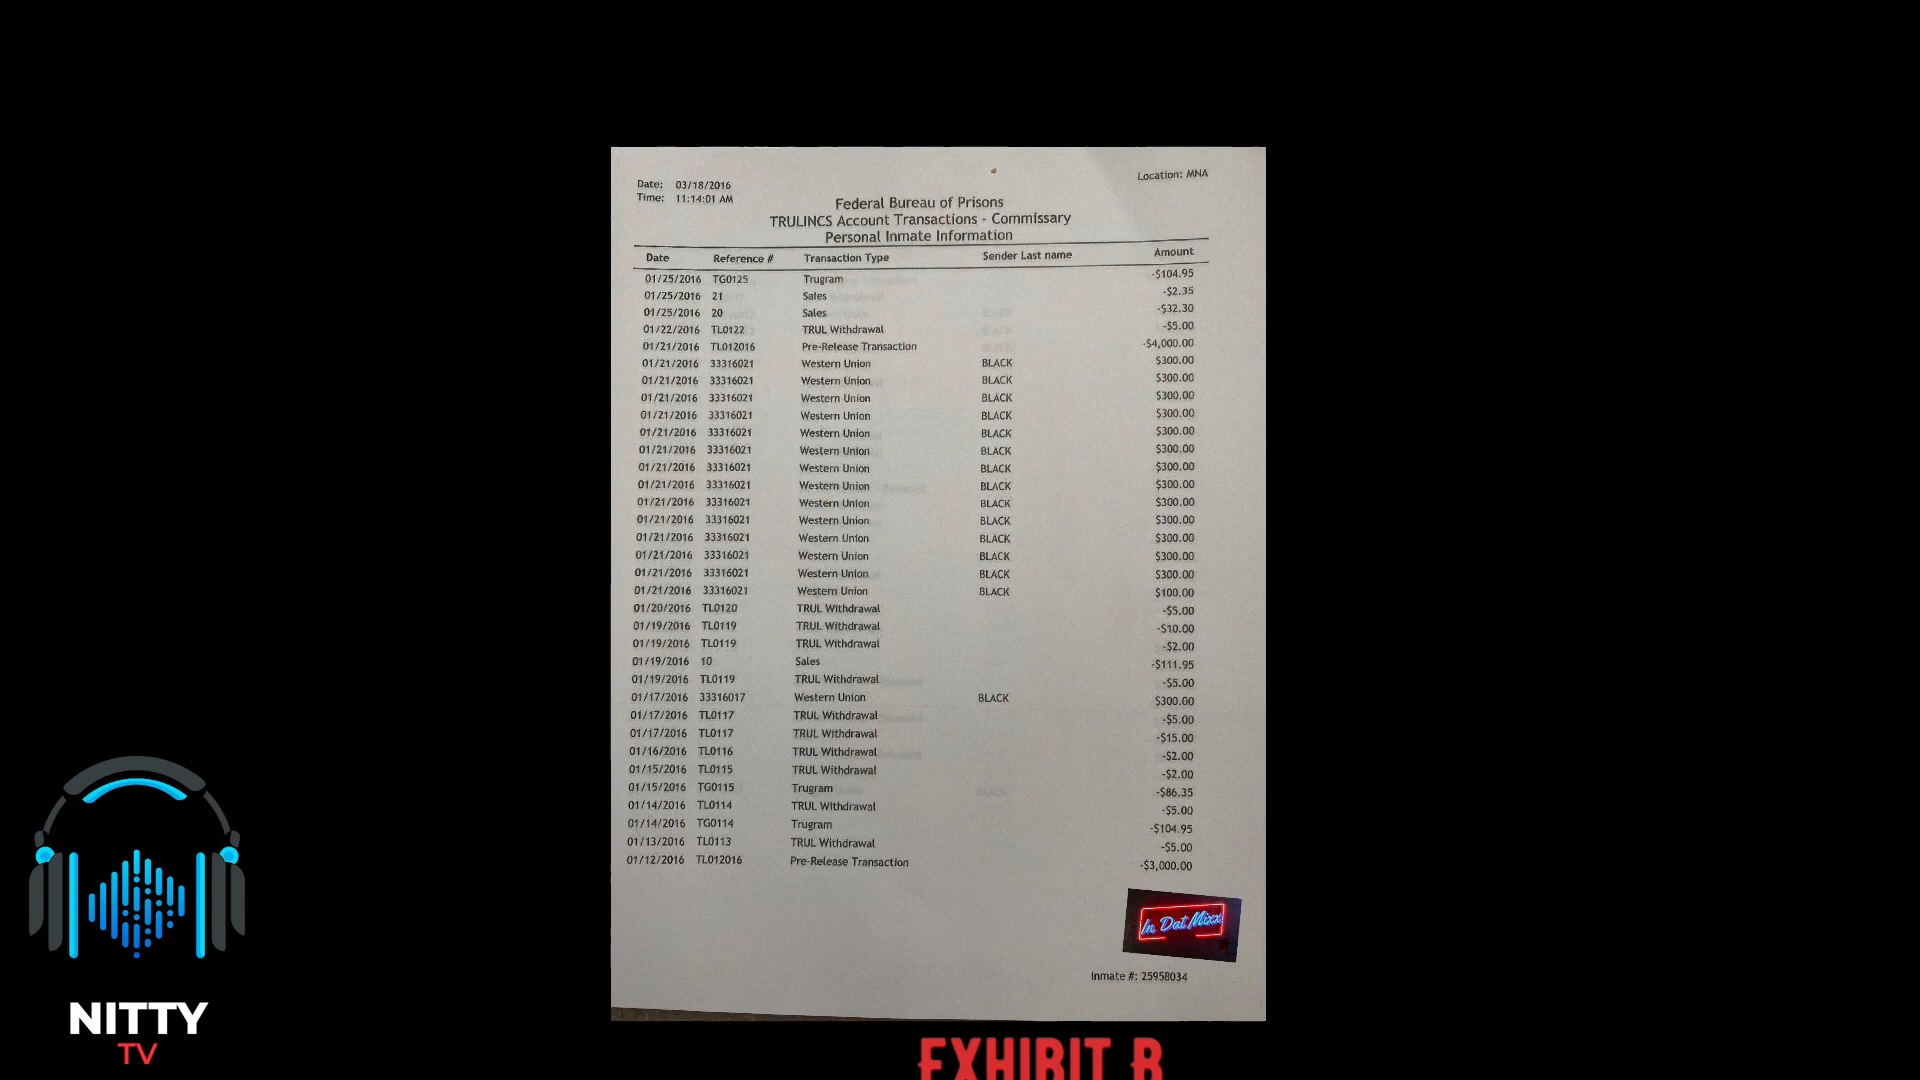 Date: 03/18/2016
Time: 11:14:01 AM
Location: MNA
Federal Bureau of Prisons
TRULINCS Account Transactions - Commissary
Personal Inmate Information
Date Reference # Transaction Type Sender Last name Amount
01/25/2016 TG0125 Trugram -$104.95
01/25/2016 21 Sales -$2.35
01/25/2016 20 Sales -$32.30
01/22/2016 TL0122 TRUL Withdrawal -$5.00
01/21/2016 TL012016 Pre-Release Transaction -$4,000.00
01/21/2016 33316021 Western Union BLACK $300.00
01/21/2016 33316021 Western Union BLACK $300.00
01/21/2016 33316021 Western Union BLACK $300.00
01/21/2016 33316021 Western Union BLACK $300.00
01/21/2016 33316021 Western Union BLACK $300.00
01/21/2016 33316021 Western Union BLACK $300.00
01/21/2016 33316021 Western Union BLACK $300.00
01/21/2016 33316021 Western Union BLACK $300.00
01/21/2016 33316021 Western Union BLACK $300.00
01/21/2016 33316021 Western Union BLACK $300.00
01/21/2016 33316021 Western Union BLACK $300.00
01/21/2016 33316021 Western Union BLACK $300.00
01/21/2016 33316021 Western Union BLACK $300.00
01/21/2016 33316021 Western Union BLACK $100.00
01/20/2016 TL0120 TRUL Withdrawal -$5.00
01/19/2016 TL0119 TRUL Withdrawal -$10.00
01/19/2016 TL0119 TRUL Withdrawal -$2.00
01/19/2016 10 Sales -$111.95
01/19/2016 TL0119 TRUL Withdrawal -$5.00
01/17/2016 33316017 Western Union BLACK $300.00
01/17/2016 TL0117 TRUL Withdrawal -$5.00
01/17/2016 TL0117 TRUL Withdrawal -$15.00
01/16/2016 TL0116 TRUL Withdrawal -$2.00
01/15/2016 TL0115 TRUL Withdrawal -$2.00
01/15/2016 TG0115 Trugram -$86.35
01/14/2016 TL0114 TRUL Withdrawal -$5.00
01/14/2016 TG0114 Trugram -$104.95
01/13/2016 TL0113 TRUL Withdrawal -$5.00
01/12/2016 TL012016 Pre-Release Transaction -$3,000.00
In Dat Mixx
Inmate #: 25958034
NITTY
TV
EXHIBIT B